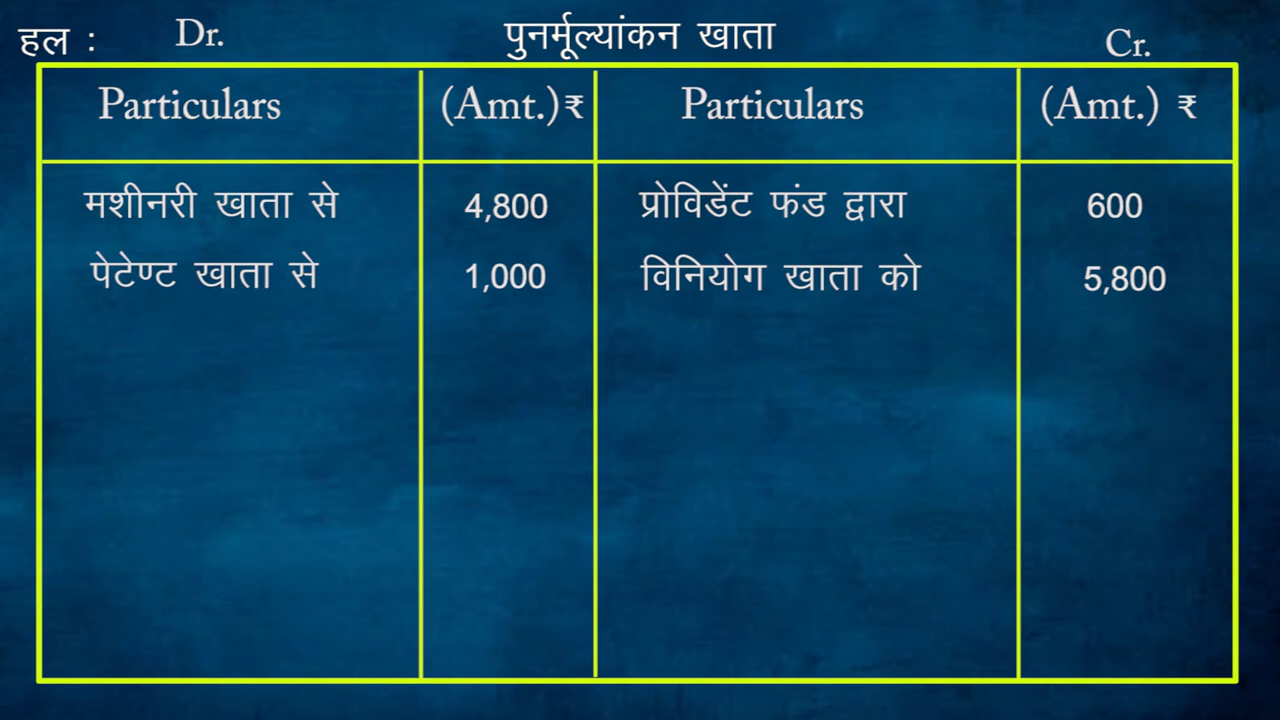 हल : Dr. पुनर्मूल्यांकन खाता Cr.
Particulars (Amt.)₹ Particulars (Amt.) ₹
मशीनरी खाता से 4,800 प्रोविडेंट फंड द्वारा 600
पेटेण्ट खाता से 1,000 विनियोग खाता को 5,800